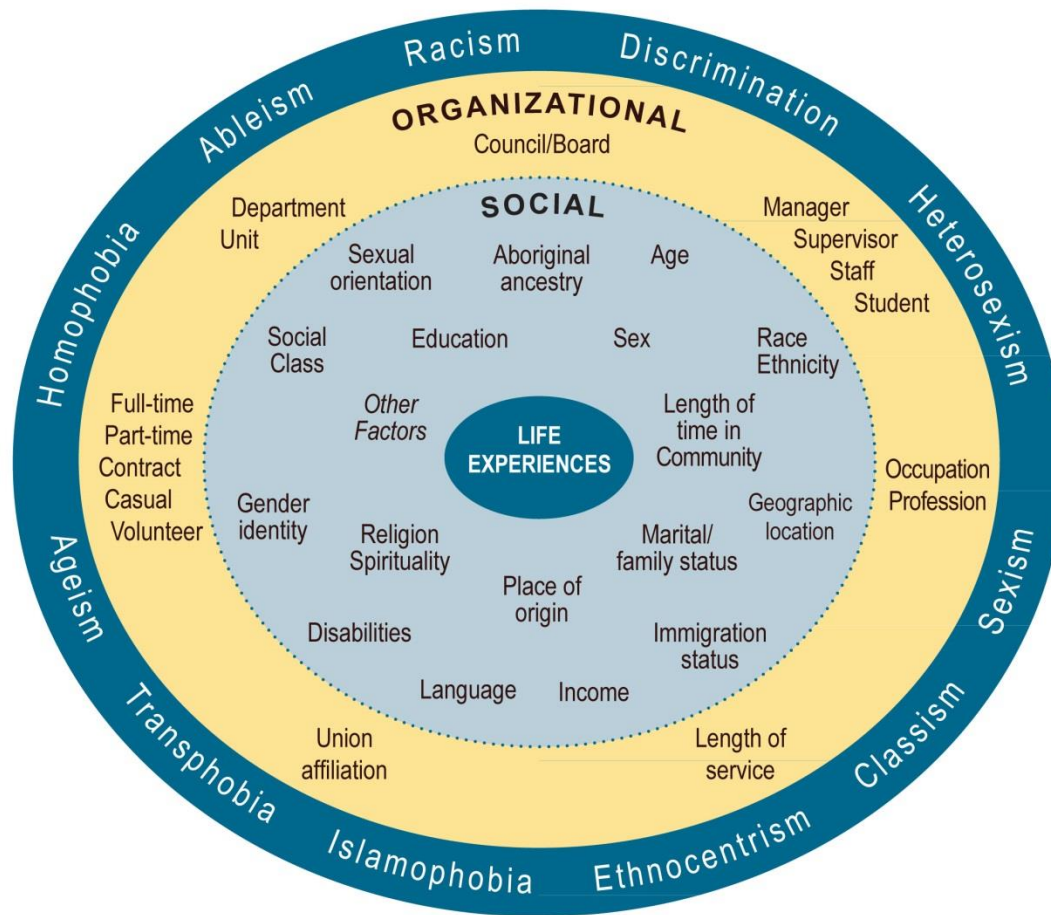 Racism
Discrimination
Ableism
Heterosexism
Homophobia
Sexism
Ageism
Classism
Transphobia
Ethnocentrism
Islamophobia
ORGANIZATIONAL
Council/Board
Department
Unit
Manager
Supervisor
Staff
Student
Full-time
Part-time
Contract
Casual
Volunteer
Occupation
Profession
Union
affiliation
Length of
service
SOCIAL
Sexual
orientation
Aboriginal
ancestry
Age
Social
Class
Education
Sex
Race
Ethnicity
Other
Factors
LIFE
EXPERIENCES
Length of
time in
Community
Gender
identity
Religion
Spirituality
Marital/
family status
Geographic
location
Place of
origin
Disabilities
Immigration
status
Language
Income